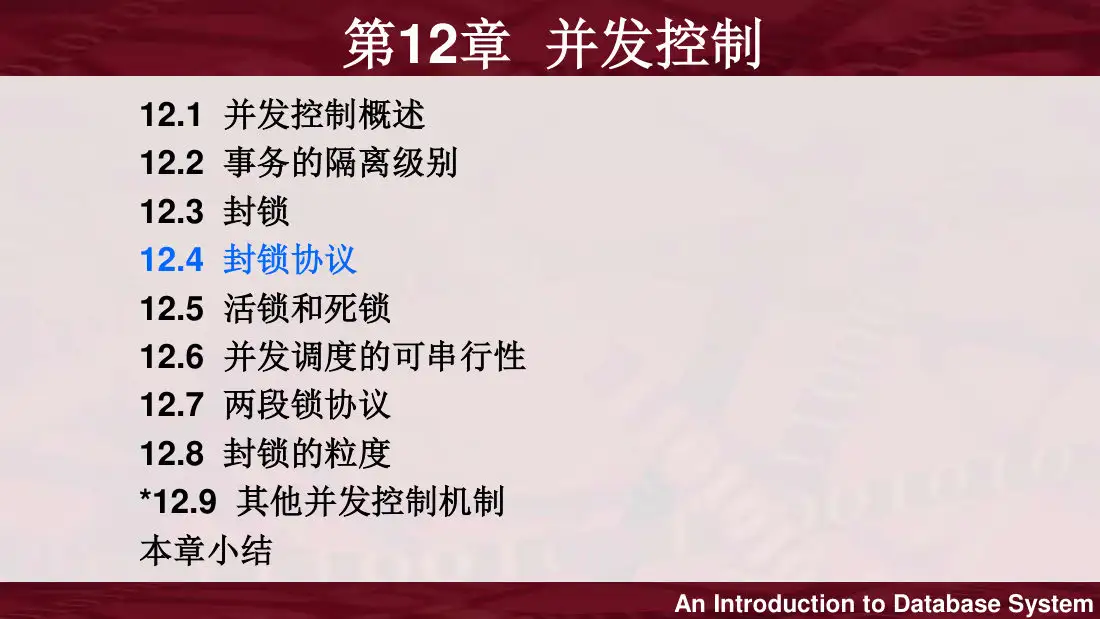 第12章 并发控制
12.1 并发控制概述
12.2 事务的隔离级别
12.3 封锁
12.4 封锁协议
12.5 活锁和死锁
12.6 并发调度的可串行性
12.7 两段锁协议
12.8 封锁的粒度
*12.9 其他并发控制机制
本章小结
An Introduction to Database System